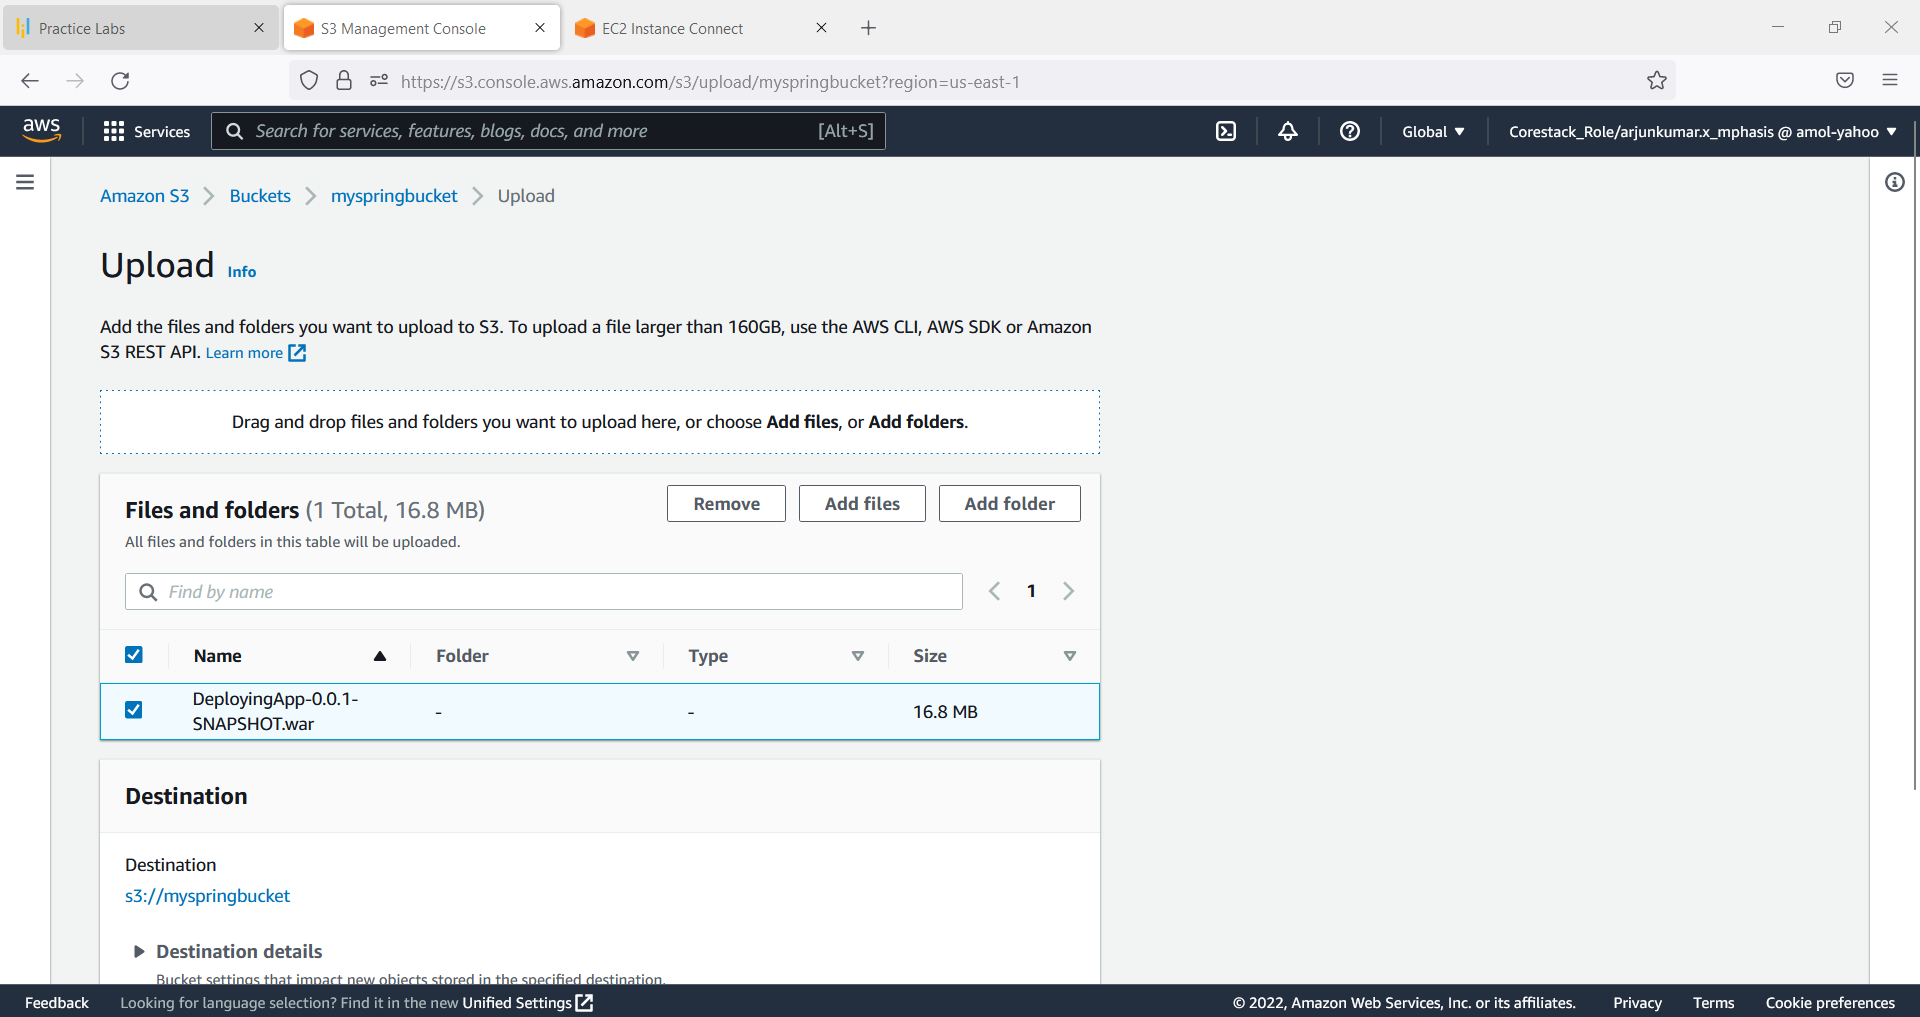 Practice Labs
S3 Management Console
EC2 Instance Connect
https://s3.console.aws.amazon.com/s3/upload/myspringbucket?region=us-east-1
aws
Services
Search for services, features, blogs, docs, and more
[Alt+S]
Global
Corestack_Role/arjunkumar.x_mphasis @ amol-yahoo
Amazon S3
Buckets
myspringbucket
Upload
Upload
Info
Add the files and folders you want to upload to S3. To upload a file larger than 160GB, use the AWS CLI, AWS SDK or Amazon
S3 REST API. Learn more
Drag and drop files and folders you want to upload here, or choose Add files, or Add folders.
Files and folders (1 Total, 16.8 MB)
Remove
Add files
Add folder
All files and folders in this table will be uploaded.
Find by name
1
Name
Folder
Type
Size
DeployingApp-0.0.1-
SNAPSHOT.war
-
-
16.8 MB
Destination
Destination
s3://myspringbucket
Destination details
Bucket settings that impact new objects stored in the specified destination.
Feedback
Looking for language selection? Find it in the new Unified Settings
© 2022, Amazon Web Services, Inc. or its affiliates.
Privacy
Terms
Cookie preferences